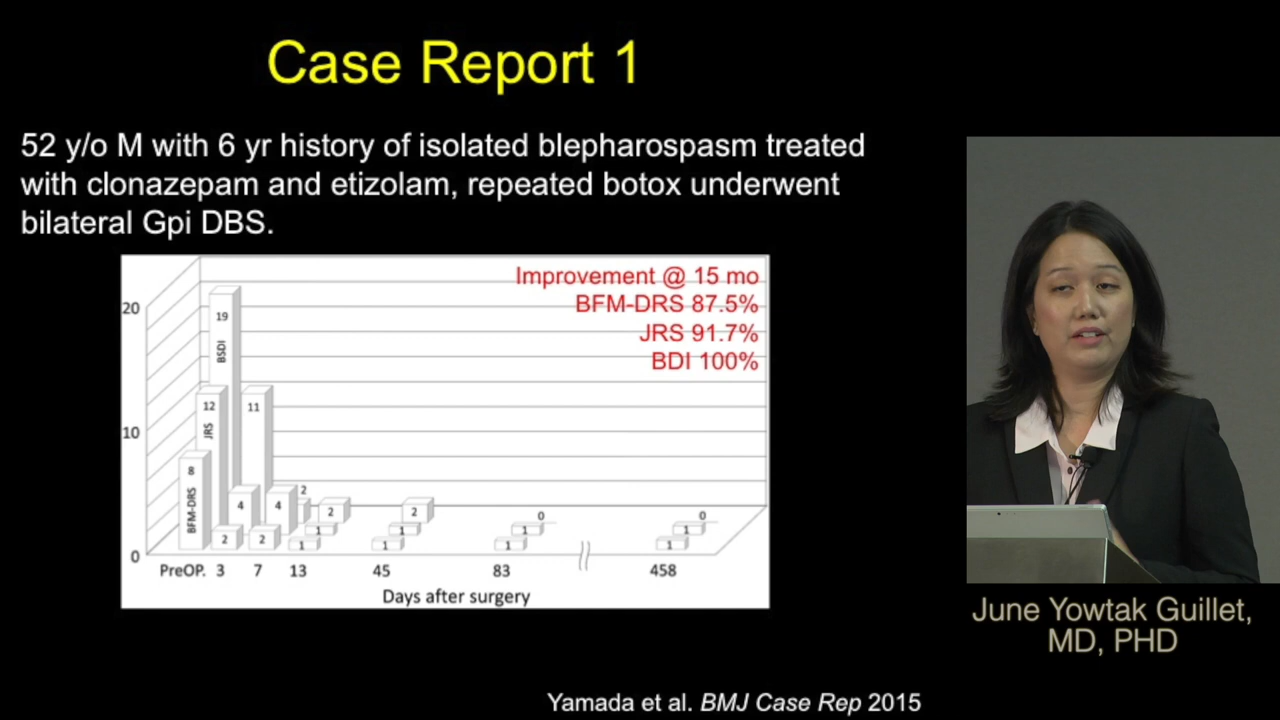 Case Report 1
52 y/o M with 6 yr history of isolated blepharospasm treated
with clonazepam and etizolam, repeated botox underwent
bilateral Gpi DBS.
Improvement @ 15 mo
BFM-DRS 87.5%
JRS 91.7%
BDI 100%
20
10
0
19
BSDI
12
JRS
8
BFM-DRS
11
4
2
4
2
2
2
1
1
2
1
1
0
1
1
0
1
1
PreOP. 3 7 13 45 83 458
Days after surgery
June Yowtak Guillet,
MD, PHD
Yamada et al. BMJ Case Rep 2015